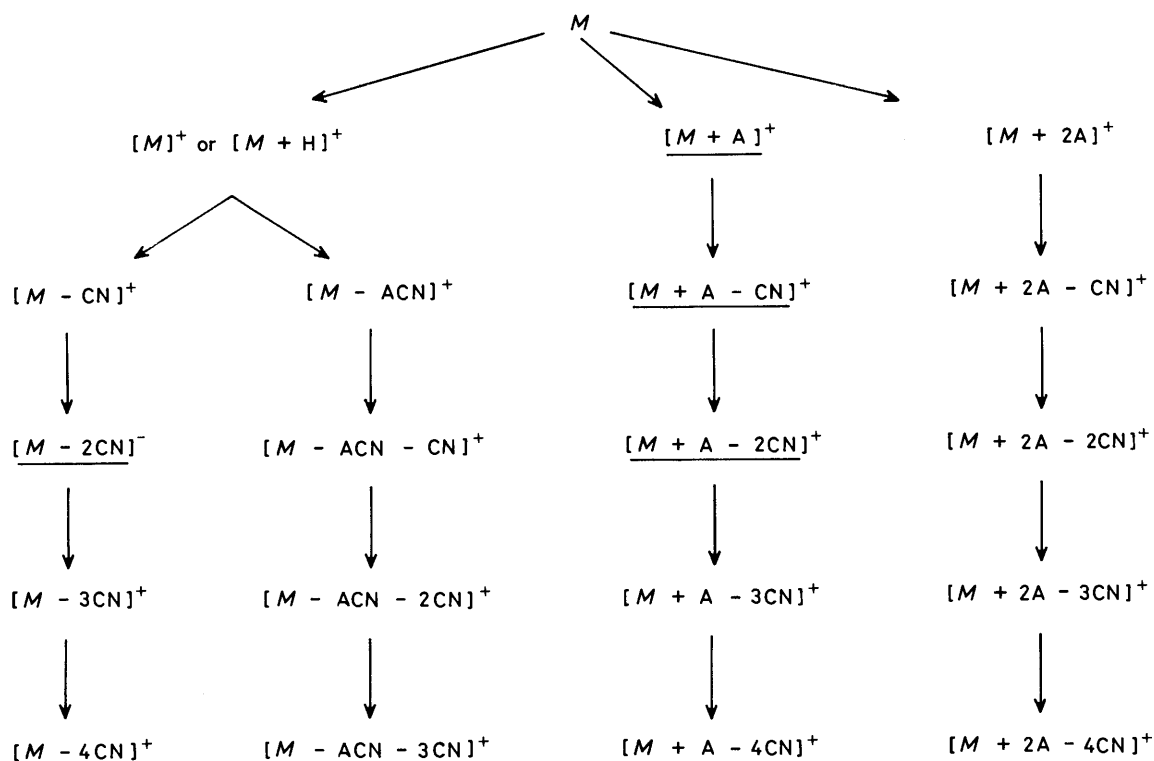 M
[M]⁺ or [M + H]⁺ [M + A]⁺ [M + 2A]⁺
[M - CN]⁺ [M - ACN]⁺ [M + A - CN]⁺ [M + 2A - CN]⁺
[M - 2CN]⁻ [M - ACN - CN]⁺ [M + A - 2CN]⁺ [M + 2A - 2CN]⁺
[M - 3CN]⁺ [M - ACN - 2CN]⁺ [M + A - 3CN]⁺ [M + 2A - 3CN]⁺
[M - 4CN]⁺ [M - ACN - 3CN]⁺ [M + A - 4CN]⁺ [M + 2A - 4CN]⁺